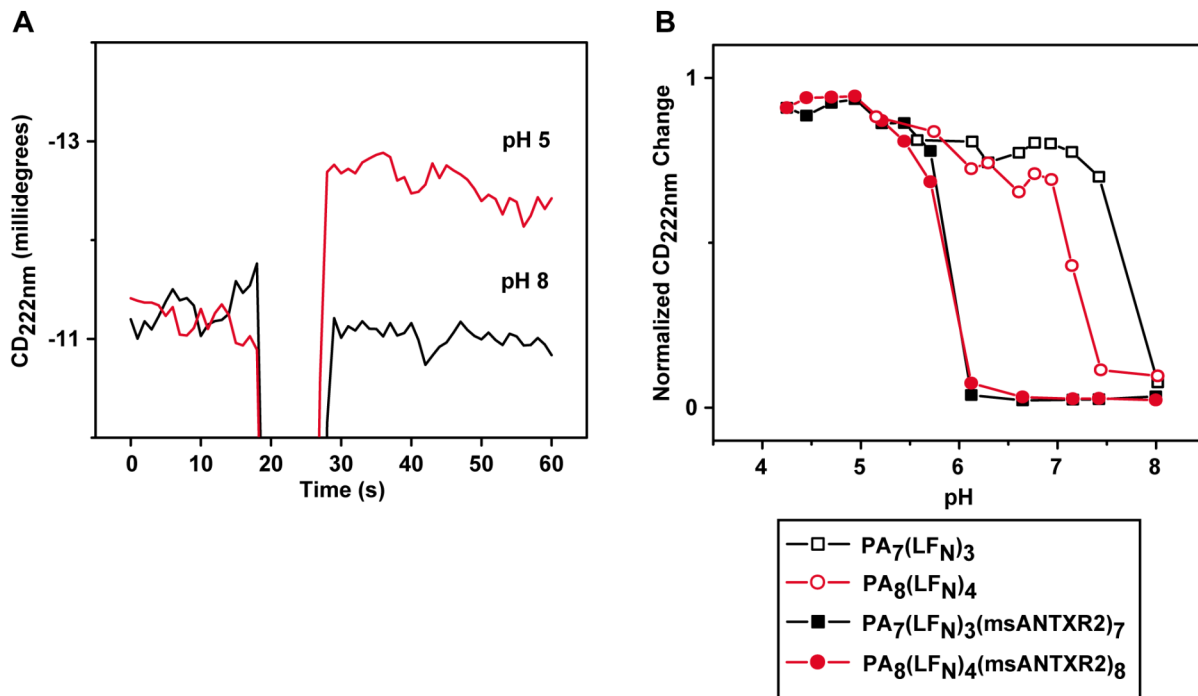 A
CD222nm (millidegrees)
-13
-11
pH 5
pH 8
0 10 20 30 40 50 60
Time (s)
B
Normalized CD222nm Change
1
0
4 5 6 7 8
pH
PA7(LFN)3
PA8(LFN)4
PA7(LFN)3(msANTXR2)7
PA8(LFN)4(msANTXR2)8